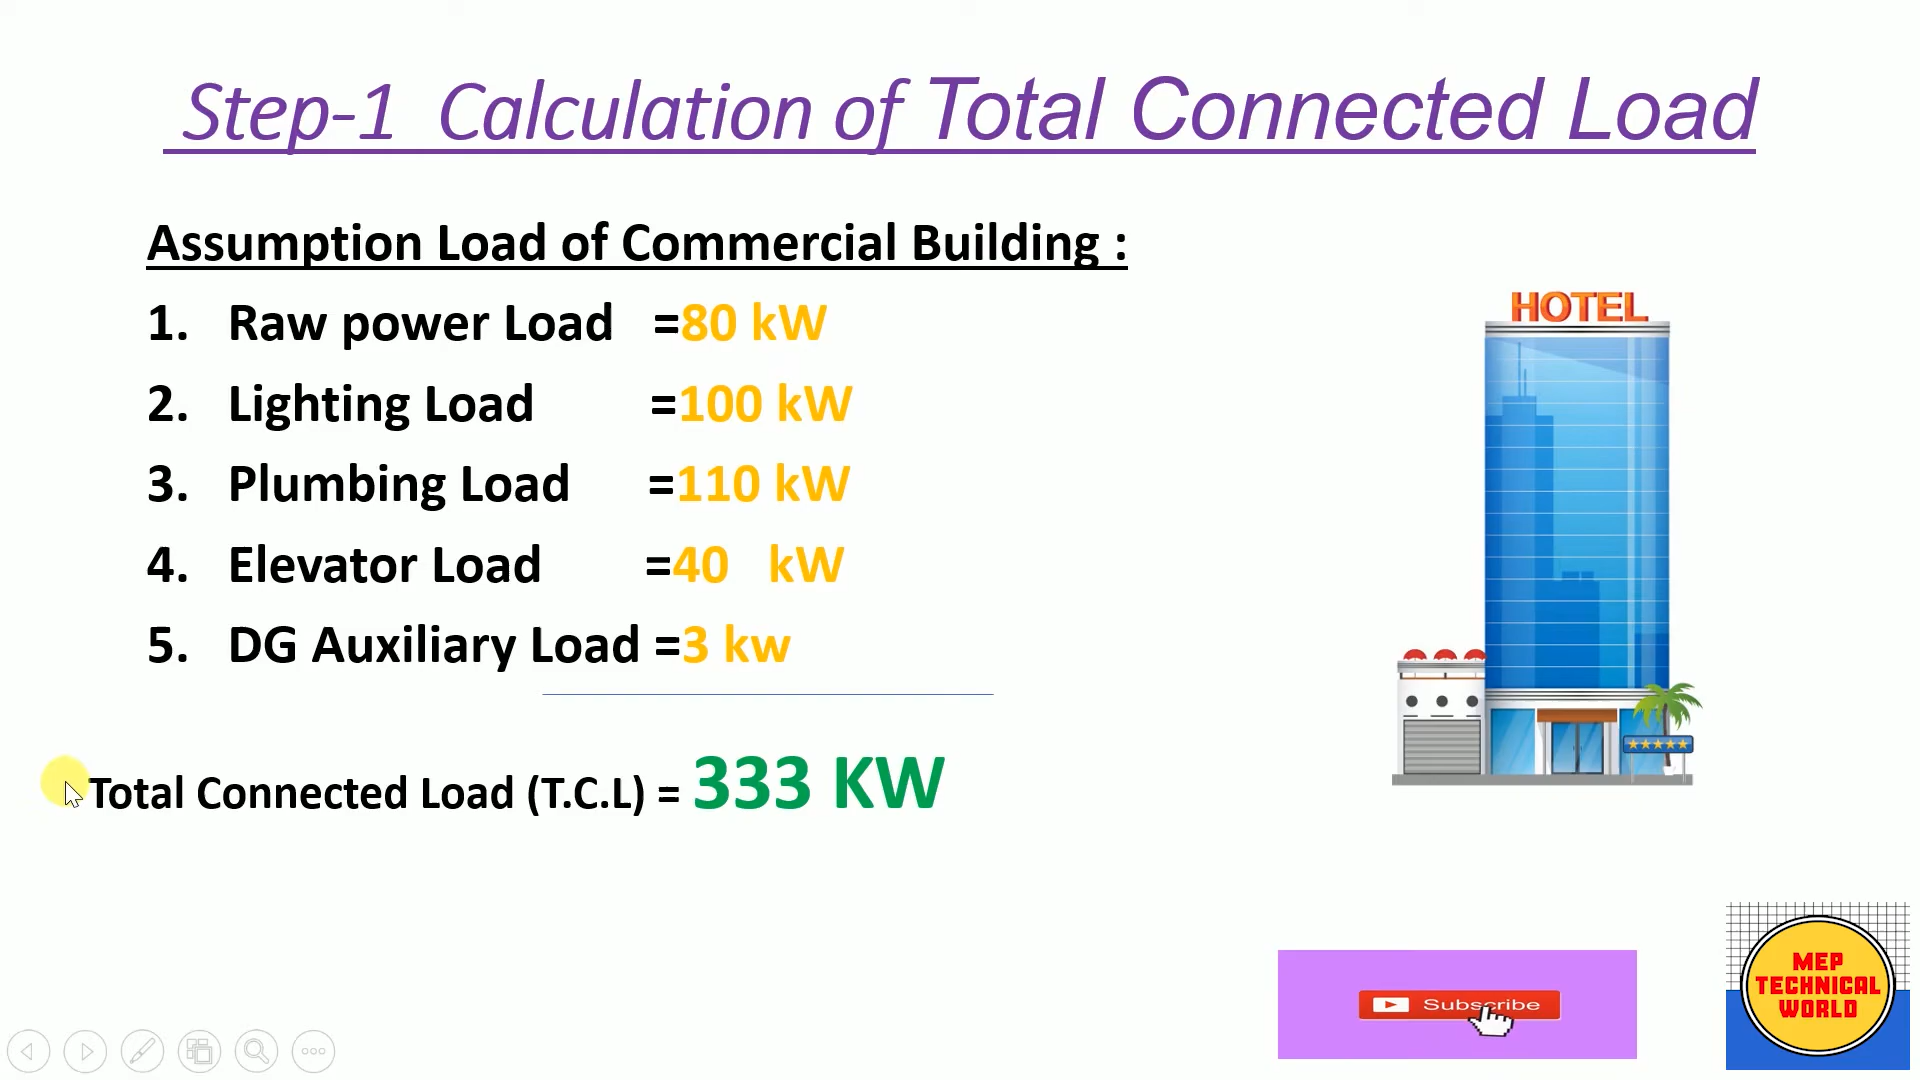 Step-1 Calculation of Total Connected Load
Assumption Load of Commercial Building :
1. Raw power Load =80 kW
2. Lighting Load =100 kW
3. Plumbing Load =110 kW
4. Elevator Load =40 kW
5. DG Auxiliary Load =3 kw
Total Connected Load (T.C.L) = 333 KW
HOTEL
Subscribe
MEP
TECHNICAL
WORLD